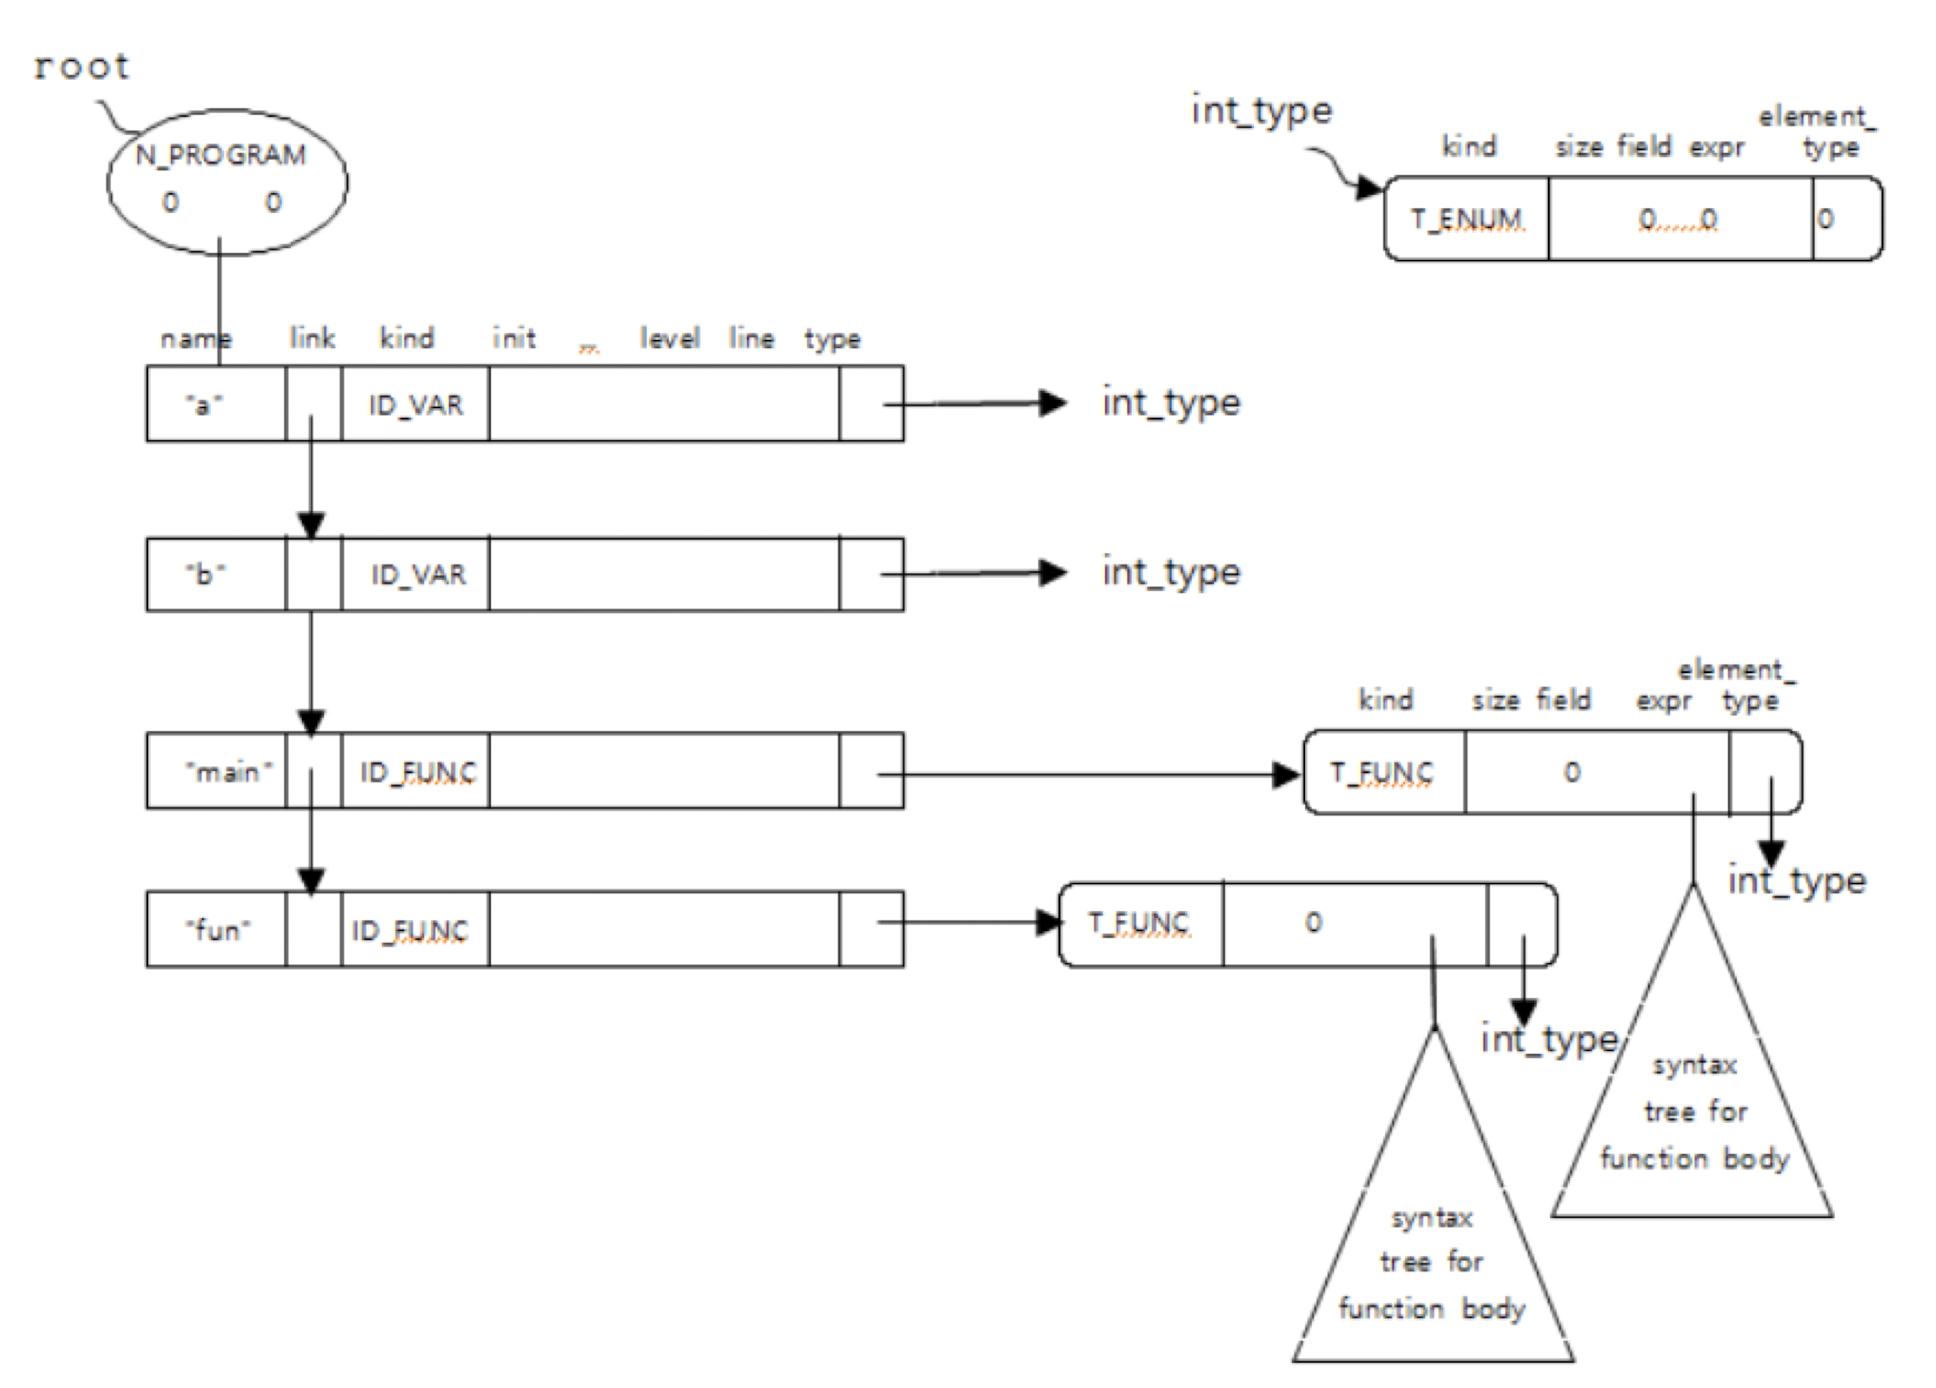 root
N_PROGRAM
0 0
int_type
element_
kind size field expr type
T_ENUM 0......0 0
name link kind init ,, level line type
"a" ID_VAR int_type
"b" ID_VAR int_type
element_
kind size field expr type
"main" ID_FUNC T_FUNC 0
int_type
"fun" ID_FUNC T_FUNC 0
int_type
syntax
tree for
function body
syntax
tree for
function body